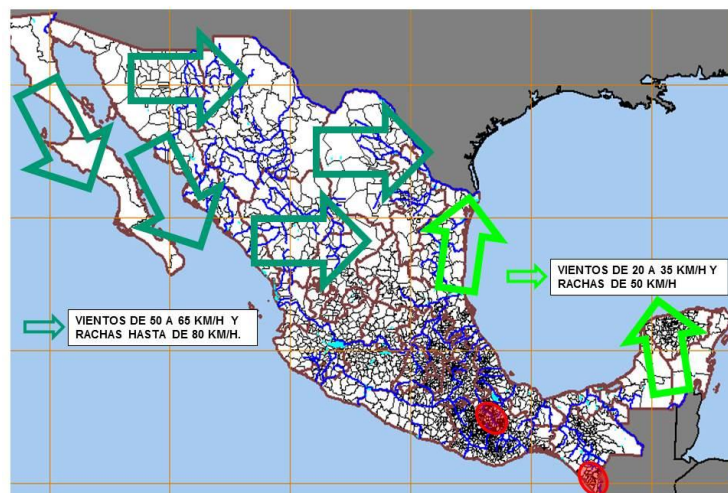 VIENTOS DE 20 A 35 KM/H Y
RACHAS DE 50 KM/H
VIENTOS DE 50 A 65 KM/H Y
RACHAS HASTA DE 80 KM/H.